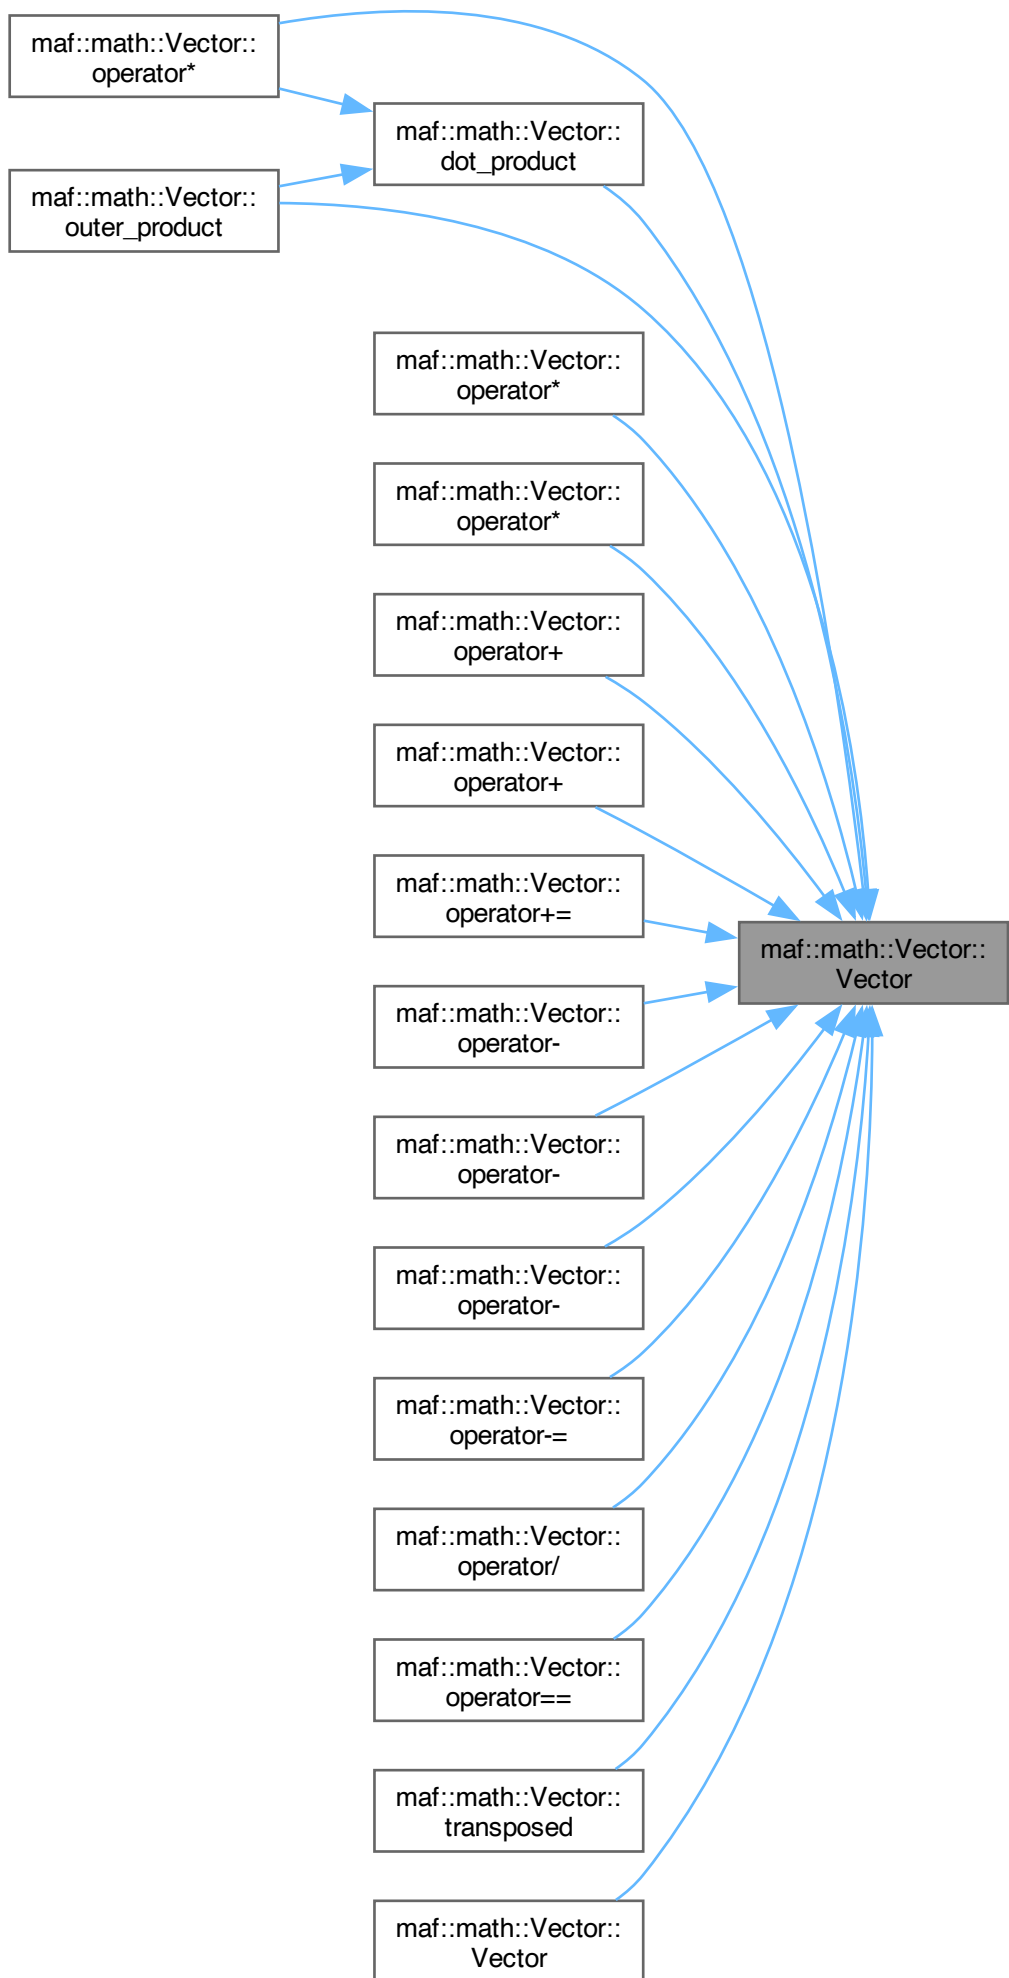 maf::math::Vector::
operator*
maf::math::Vector::
dot_product
maf::math::Vector::
outer_product
maf::math::Vector::
operator*
maf::math::Vector::
operator*
maf::math::Vector::
operator+
maf::math::Vector::
operator+
maf::math::Vector::
operator+=
maf::math::Vector::
Vector
maf::math::Vector::
operator-
maf::math::Vector::
operator-
maf::math::Vector::
operator-
maf::math::Vector::
operator-=
maf::math::Vector::
operator/
maf::math::Vector::
operator==
maf::math::Vector::
transposed
maf::math::Vector::
Vector